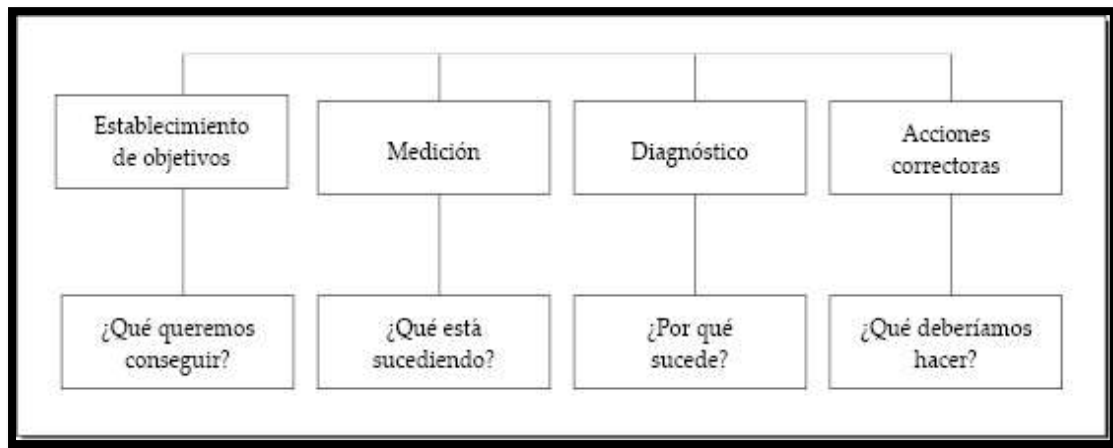 Establecimiento
de objetivos
Medición
Diagnóstico
Acciones
correctoras
¿Qué queremos
conseguir?
¿Qué está
sucediendo?
¿Por qué
sucede?
¿Qué deberíamos
hacer?